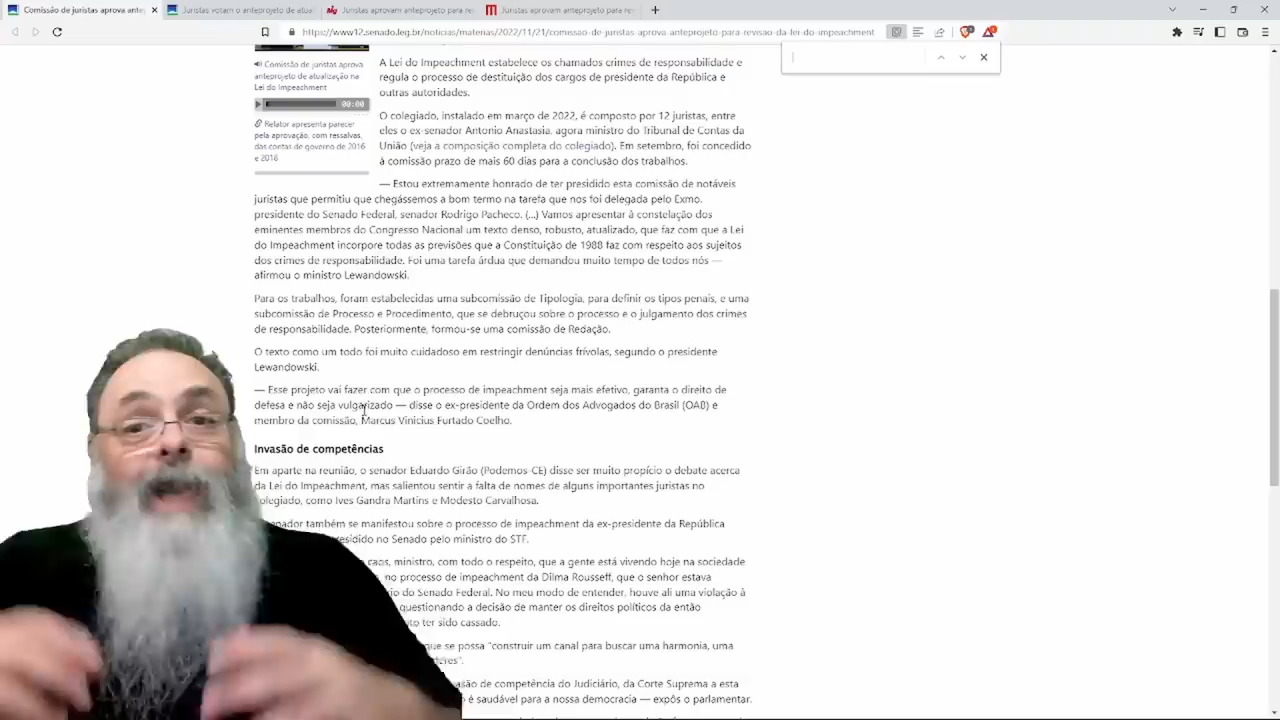 Comissão de juristas aprova ante
Juristas votam o anteprojeto de atual
Juristas aprovam anteprojeto para re
Juristas aprovam anteprojeto para re
https://www12.senado.leg.br/noticias/materias/2022/11/21/comissao-de-juristas-aprova-anteprojeto-para-revisao-da-lei-do-impeachment
Comissão de juristas aprova
anteprojeto de atualização na
Lei do Impeachment
00:00
Relator apresenta parecer
pela aprovação, com ressalvas,
das contas de governo de 2016
e 2018
A Lei do Impeachment estabelece os chamados crimes de responsabilidade e
regula o processo de destituição dos cargos de presidente da República e
outras autoridades.
O colegiado, instalado em março de 2022, é composto por 12 juristas, entre
eles o ex-senador Antonio Anastasia, agora ministro do Tribunal de Contas da
União (veja a composição completa do colegiado). Em setembro, foi concedido
à comissão prazo de mais 60 dias para a conclusão dos trabalhos.
— Estou extremamente honrado de ter presidido esta comissão de notáveis
juristas que permitiu que chegássemos a bom termo na tarefa que nos foi delegada pelo Exmo.
presidente do Senado Federal, senador Rodrigo Pacheco. (...) Vamos apresentar à constelação dos
eminentes membros do Congresso Nacional um texto denso, robusto, atualizado, que faz com que a Lei
do Impeachment incorpore todas as previsões que a Constituição de 1988 faz com respeito aos sujeitos
dos crimes de responsabilidade. Foi uma tarefa árdua que demandou muito tempo de todos nós —
afirmou o ministro Lewandowski.
Para os trabalhos, foram estabelecidas uma subcomissão de Tipologia, para definir os tipos penais, e uma
subcomissão de Processo e Procedimento, que se debruçou sobre o processo e o julgamento dos crimes
de responsabilidade. Posteriormente, formou-se uma comissão de Redação.
O texto como um todo foi muito cuidadoso em restringir denúncias frívolas, segundo o presidente
Lewandowski.
— Esse projeto vai fazer com que o processo de impeachment seja mais efetivo, garanta o direito de
defesa e não seja vulgarizado — disse o ex-presidente da Ordem dos Advogados do Brasil (OAB) e
membro da comissão, Marcus Vinicius Furtado Coelho.
Invasão de competências
Em aparte na reunião, o senador Eduardo Girão (Podemos-CE) disse ser muito propício o debate acerca
da Lei do Impeachment, mas salientou sentir a falta de nomes de alguns importantes juristas no
colegiado, como Ives Gandra Martins e Modesto Carvalhosa.
também se manifestou sobre o processo de impeachment da ex-presidente da República
no Senado pelo ministro do STF.
ministro, com todo o respeito, que a gente está vivendo hoje na sociedade
no processo de impeachment da Dilma Rousseff, que o senhor estava
do Senado Federal. No meu modo de entender, houve ali uma violação à
questionando a decisão de manter os direitos políticos da então
ter sido cassado.
que se possa "construir um canal para buscar uma harmonia, uma
de competência do Judiciário, da Corte Suprema a esta
é saudável para a nossa democracia — expôs o parlamentar.